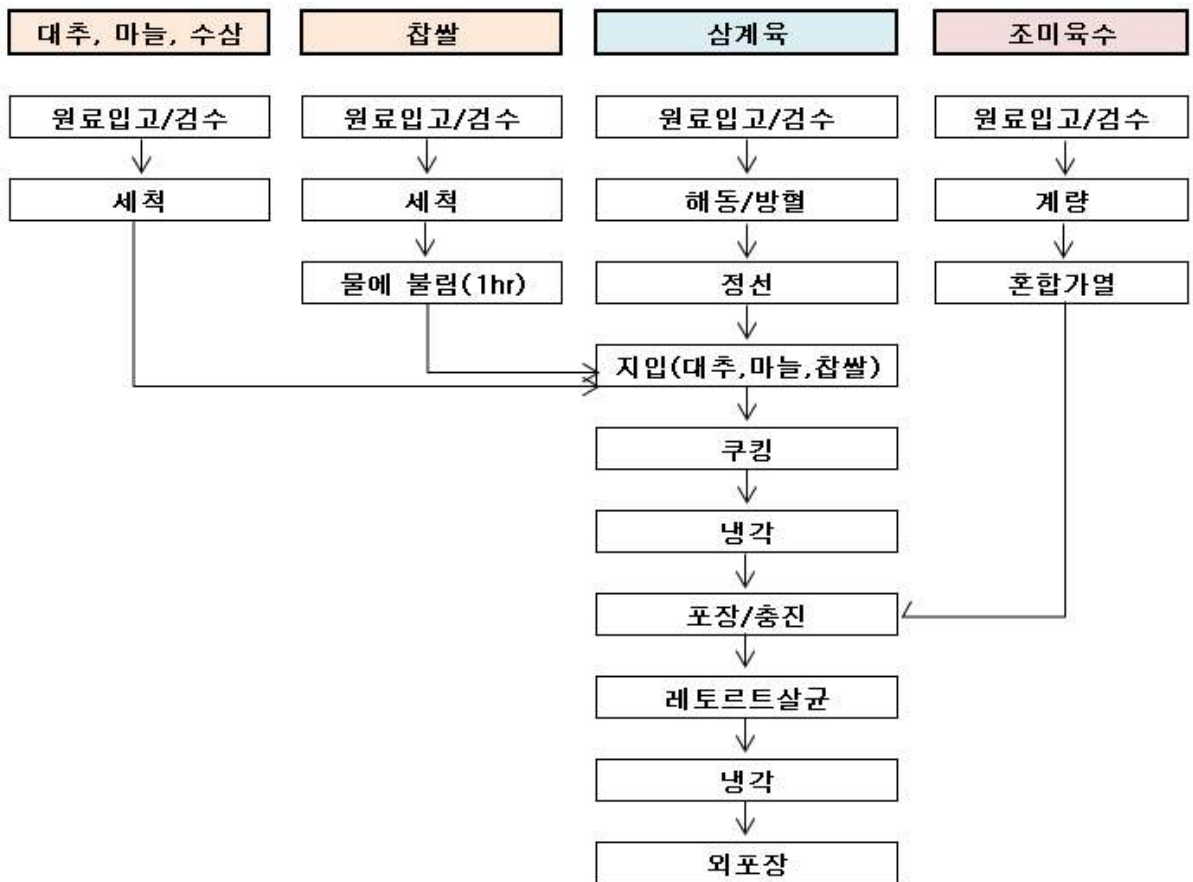 대추, 마늘, 수삼
찹쌀
삼계육
조미육수
원료입고/검수
원료입고/검수
원료입고/검수
원료입고/검수
세척
세척
해동/방혈
계량
물에 불림(1hr)
정선
혼합가열
지입(대추,마늘,찹쌀)
쿠킹
냉각
포장/충진
레토르트살균
냉각
외포장